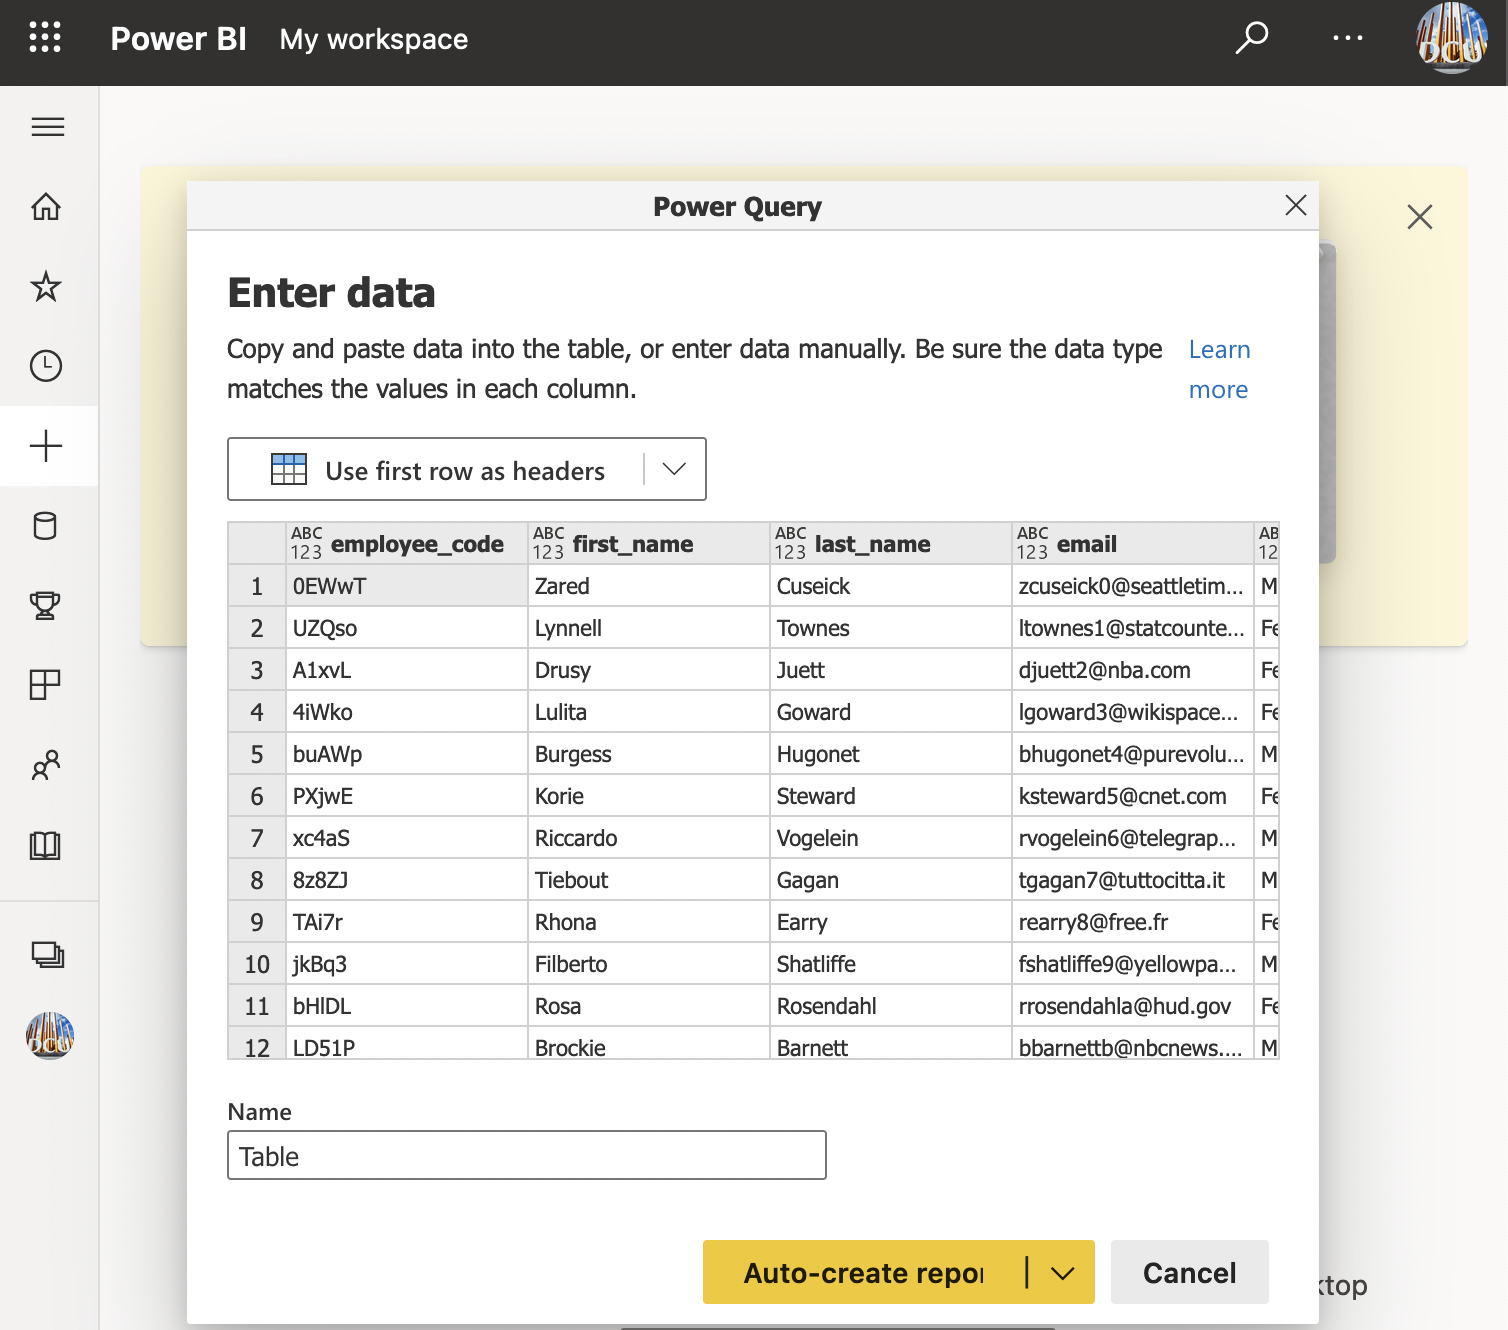 Power BI My workspace
DCU
Power Query
Enter data
Copy and paste data into the table, or enter data manually. Be sure the data type Learn
matches the values in each column. more
Use first row as headers
ABC 123 employee_code ABC 123 first_name ABC 123 last_name ABC 123 email AB 12
1 0EWwT Zared Cuseick zcuseick0@seattletim... M
2 UZQso Lynnell Townes ltownes1@statcounte... Fe
3 A1xvL Drusy Juett djuett2@nba.com Fe
4 4iWko Lulita Goward lgoward3@wikispace... Fe
5 buAWp Burgess Hugonet bhugonet4@purevolu... M
6 PXjwE Korie Steward ksteward5@cnet.com Fe
7 xc4aS Riccardo Vogelein rvogelein6@telegrap... M
8 8z8ZJ Tiebout Gagan tgagan7@tuttocitta.it M
9 TAi7r Rhona Earry rearry8@free.fr Fe
10 jkBq3 Filberto Shatliffe fshatliffe9@yellowpa... M
11 bHlDL Rosa Rosendahl rrosendahla@hud.gov Fe
12 LD51P Brockie Barnett bbarnettb@nbcnews.... M
DCU
Name
Table
Auto-create repor Cancel
ktop